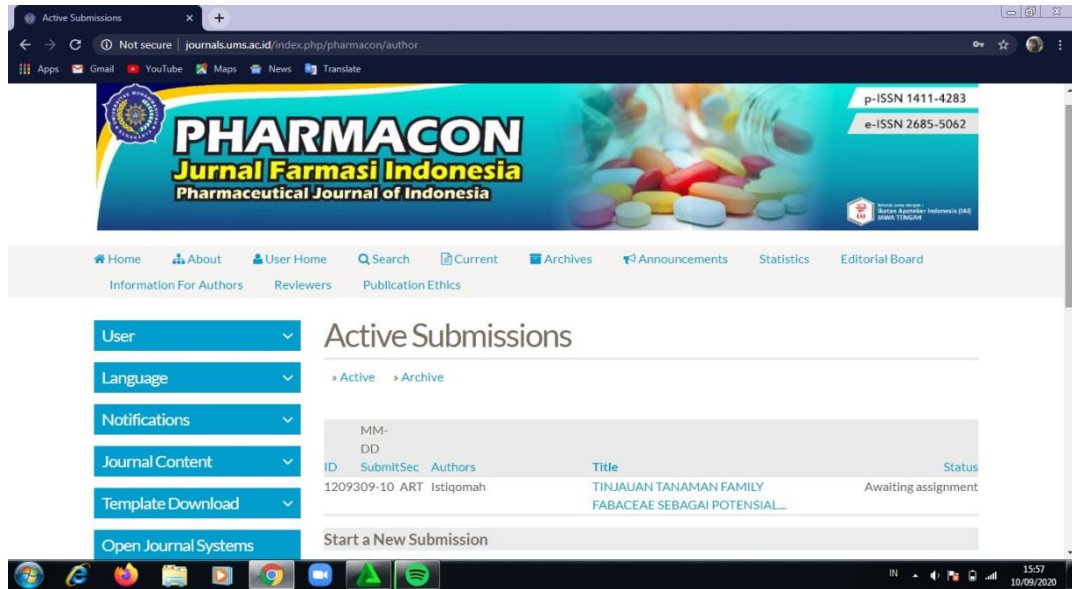 Active Submissions
Not secure | journals.ums.ac.id/index.php/pharmacon/author
Apps Gmail YouTube Maps News Translate
p-ISSN 1411-4283
e-ISSN 2685-5062
PHARMACON
Jurnal Farmasi Indonesia
Pharmaceutical Journal of Indonesia
Ikatan Apoteker Indonesia (IAI)
JAWA TENGAH
Home About User Home Search Current Archives Announcements Statistics Editorial Board
Information For Authors Reviewers Publication Ethics
User
Language
Notifications
Journal Content
Template Download
Open Journal Systems
Active Submissions
» Active » Archive
MM-
DD
ID SubmitSec Authors Title Status
1209309-10 ART Istiqomah TINJAUAN TANAMAN FAMILY Awaiting assignment
FABACEAE SEBAGAI POTENSIAL...
Start a New Submission
IN 15:57
10/09/2020